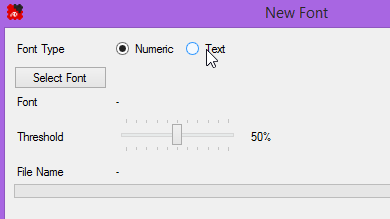 New Font
Font Type Numeric Text
Select Font
Font -
Threshold 50%
File Name -